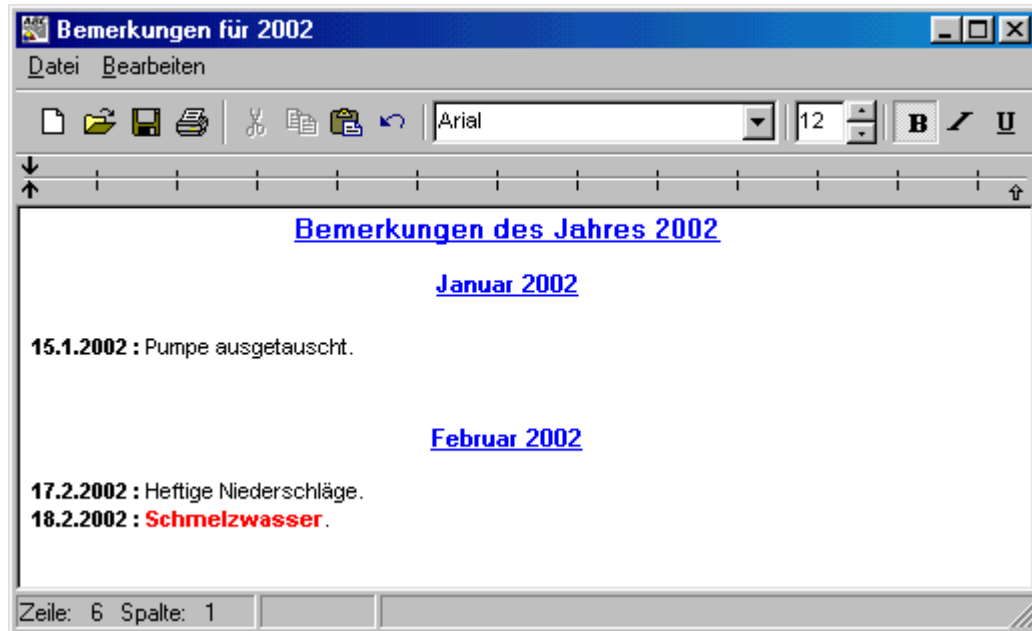 Bemerkungen für 2002
Datei Bearbeiten
Arial 12 B I U
Bemerkungen des Jahres 2002
Januar 2002
15.1.2002 : Pumpe ausgetauscht.
Februar 2002
17.2.2002 : Heftige Niederschläge.
18.2.2002 : Schmelzwasser.
Zeile: 6 Spalte: 1